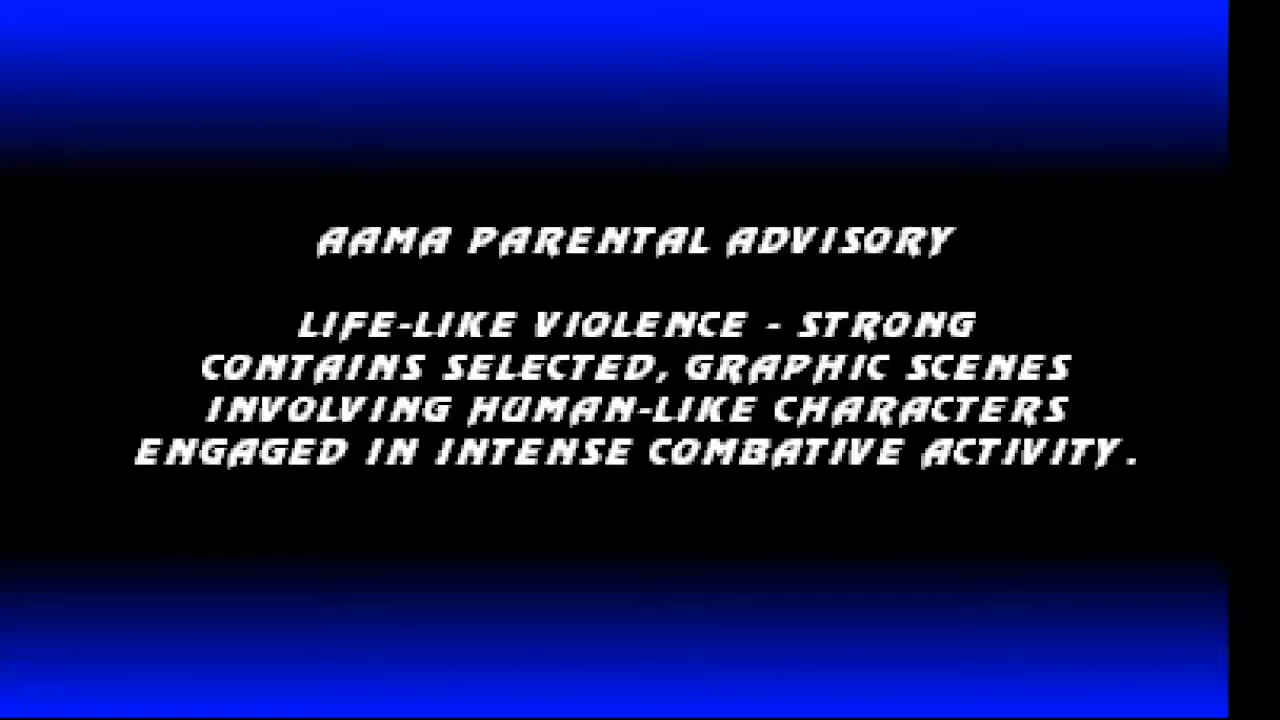 AAMA PARENTAL ADVISORY
LIFE-LIKE VIOLENCE - STRONG
CONTAINS SELECTED, GRAPHIC SCENES
INVOLVING HUMAN-LIKE CHARACTERS
ENGAGED IN INTENSE COMBATIVE ACTIVITY.